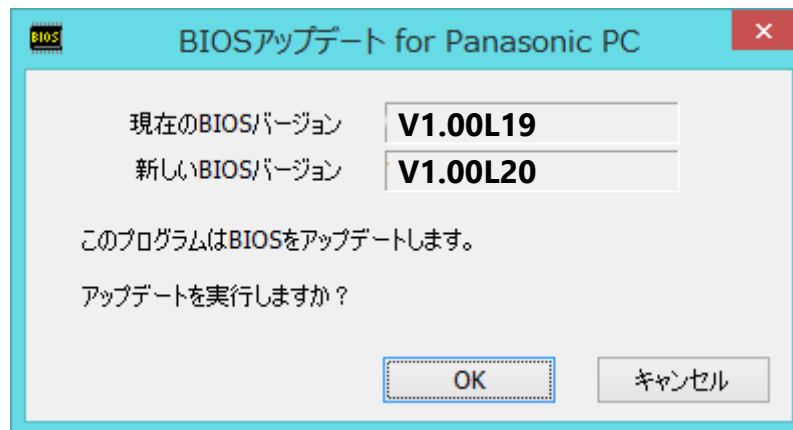 BIOS
BIOSアップデート for Panasonic PC
現在のBIOSバージョン V1.00L19
新しいBIOSバージョン V1.00L20
このプログラムはBIOSをアップデートします。
アップデートを実行しますか？
OK キャンセル